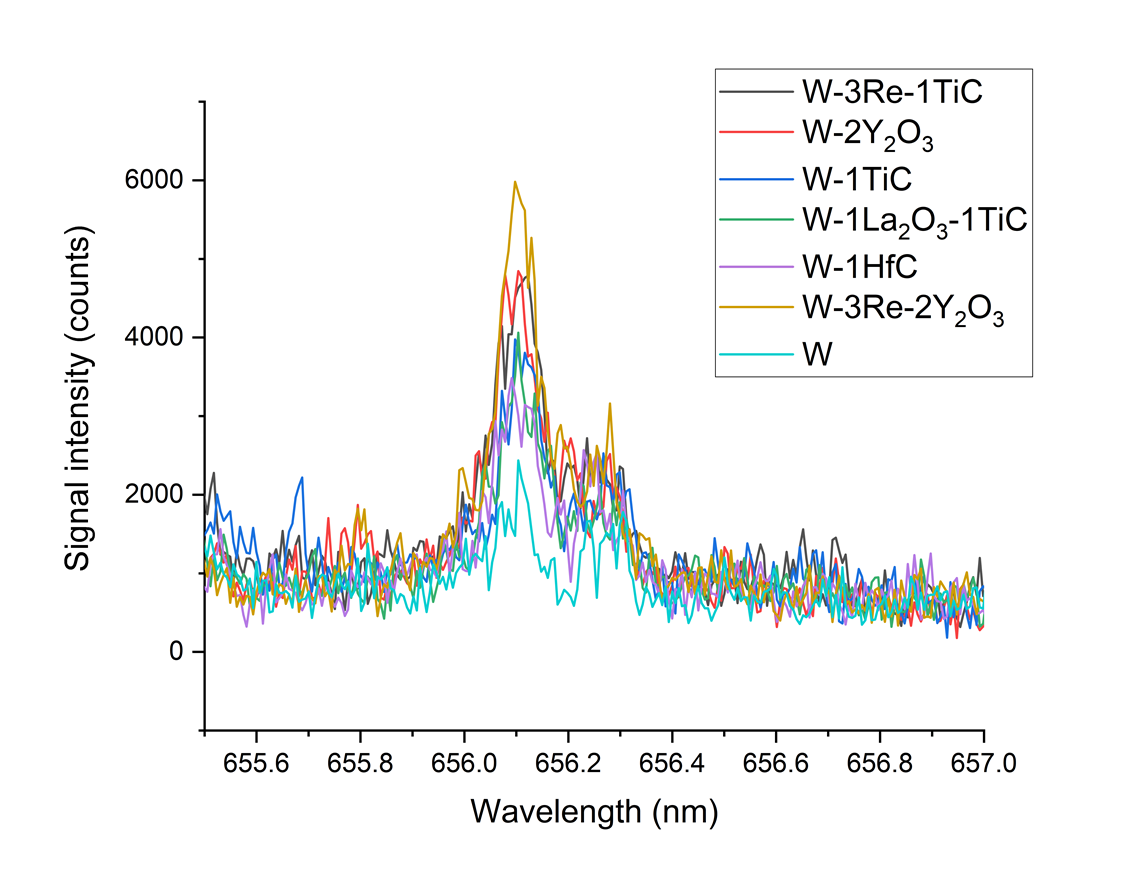 W-3Re-1TiC
W-2Y₂O₃
W-1TiC
W-1La₂O₃-1TiC
W-1HfC
W-3Re-2Y₂O₃
W
Signal intensity (counts)
6000
4000
2000
0
655.6 655.8 656.0 656.2 656.4 656.6 656.8 657.0
Wavelength (nm)